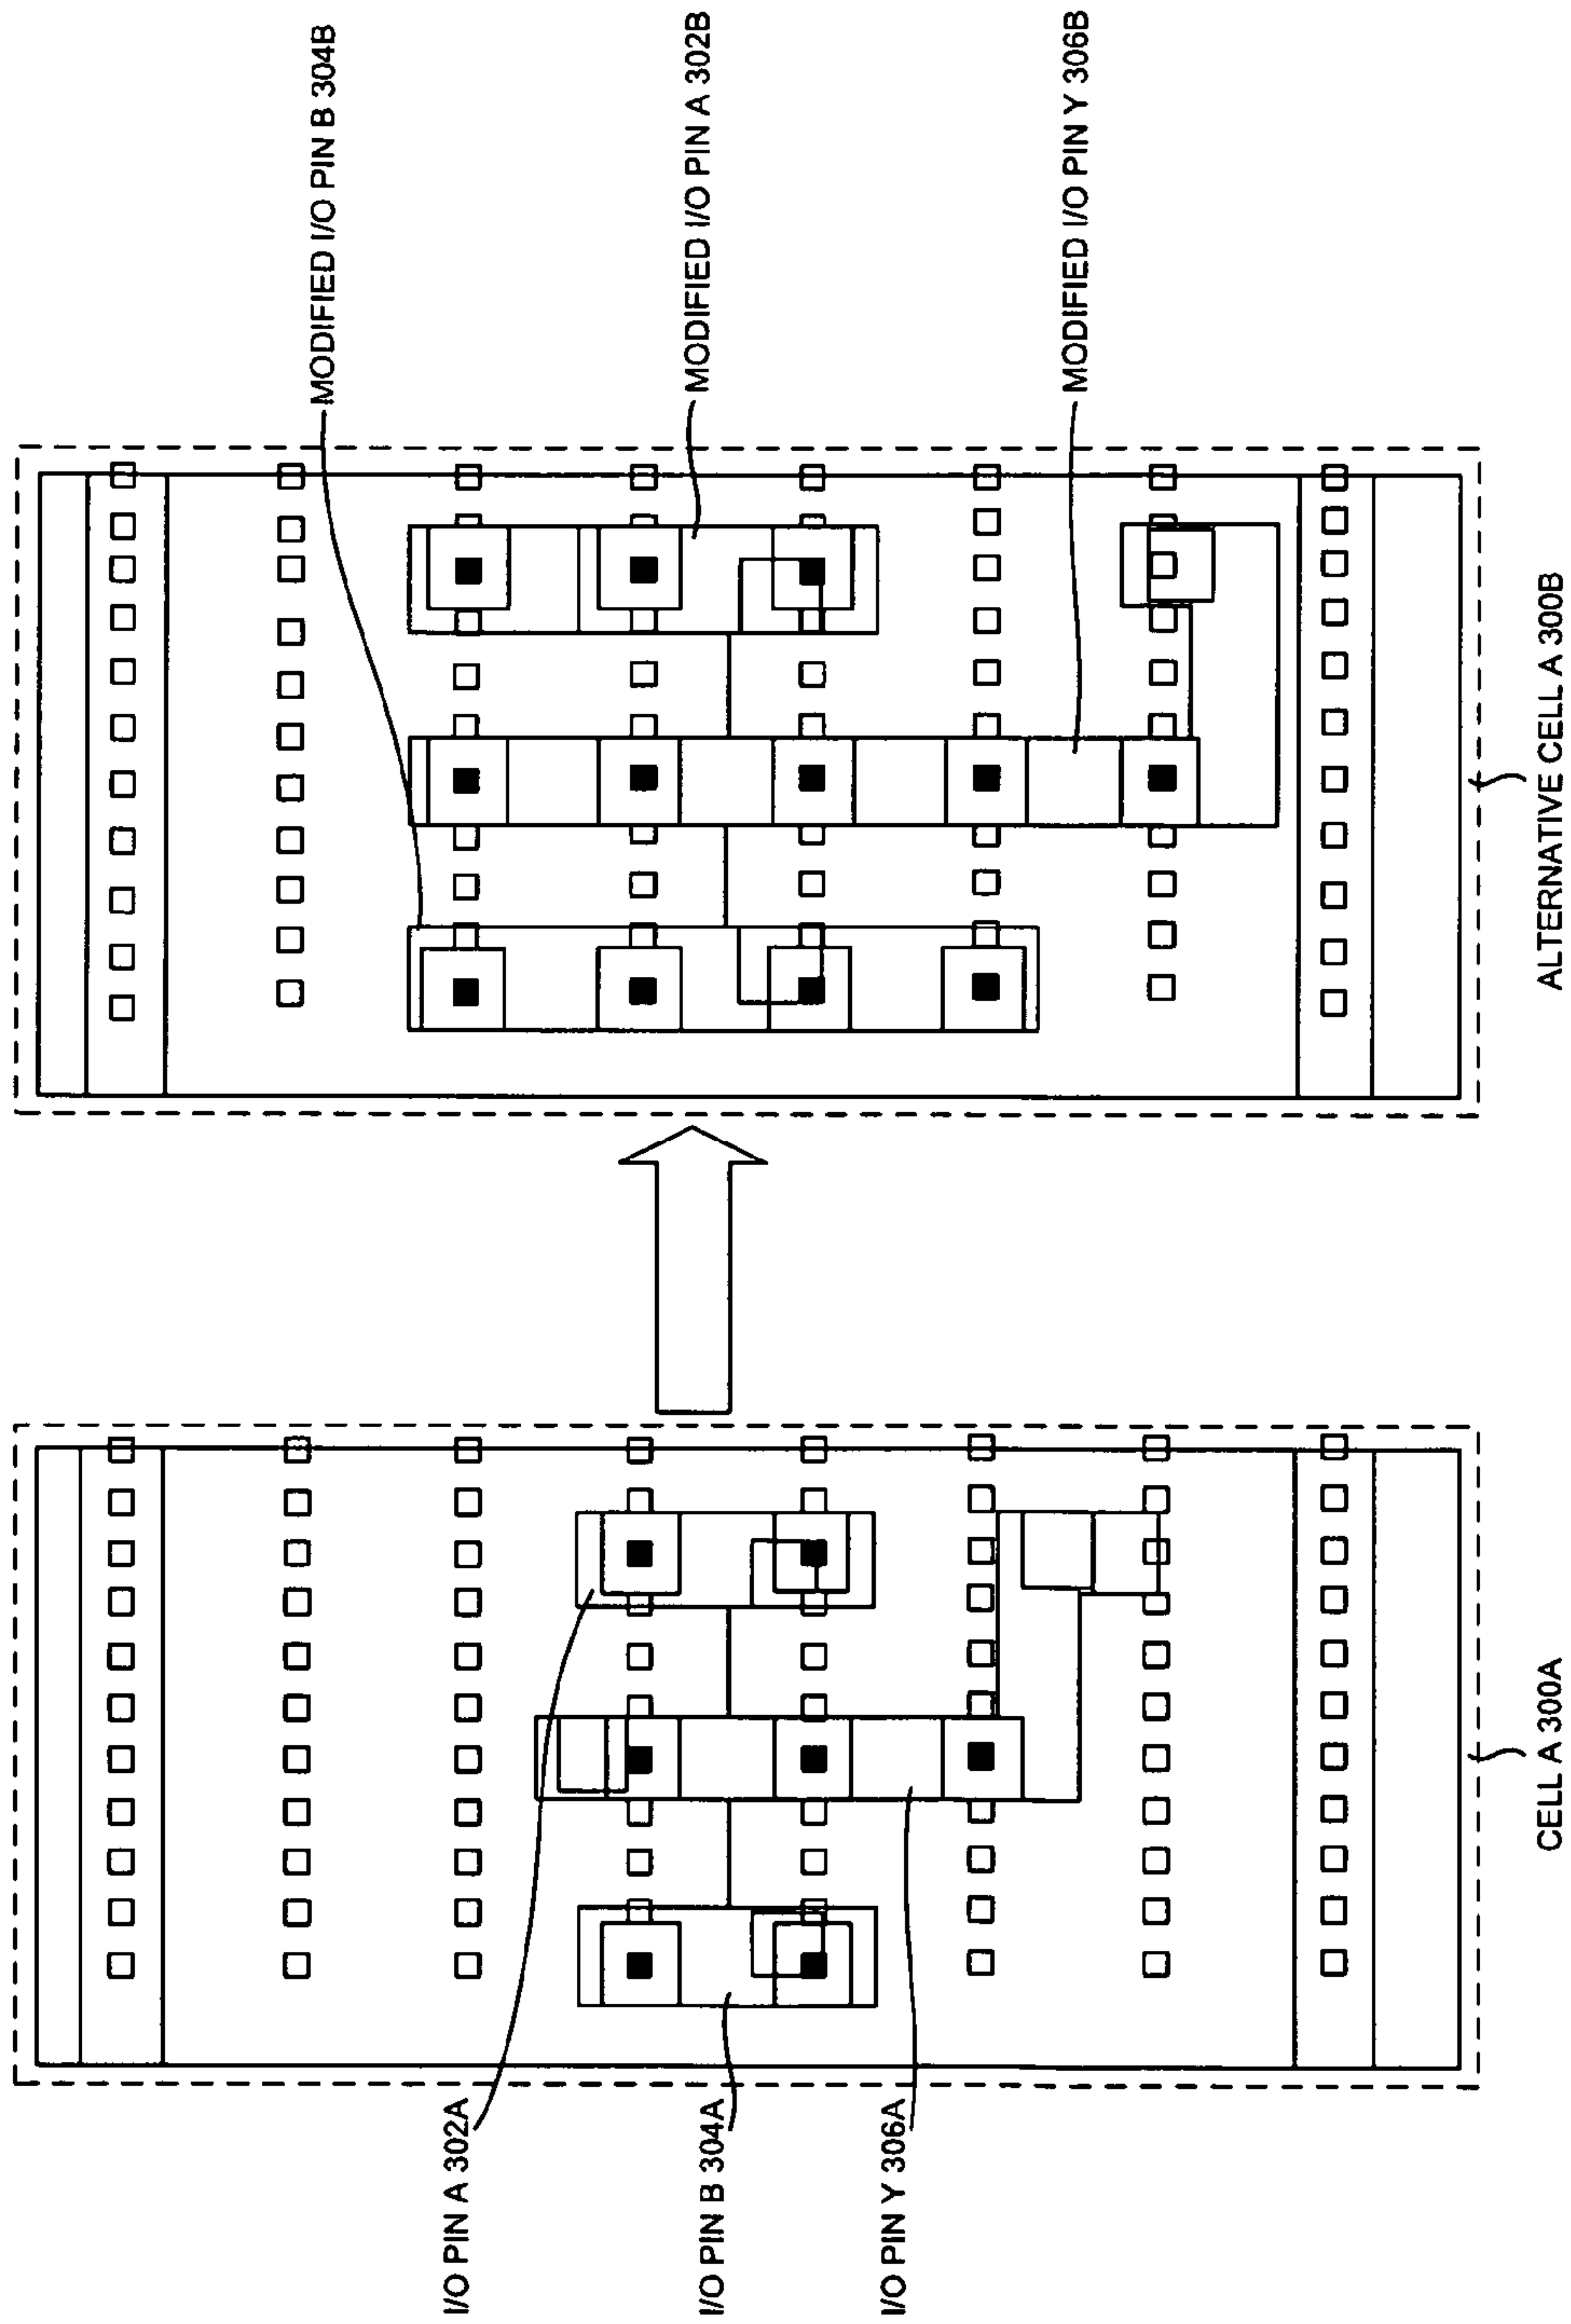 I/O PIN A 302A
I/O PIN B 304A
I/O PIN Y 306A
CELL A 300A
MODIFIED I/O PIN B 304B
MODIFIED I/O PIN A 302B
MODIFIED I/O PIN Y 306B
ALTERNATIVE CELL A 300B